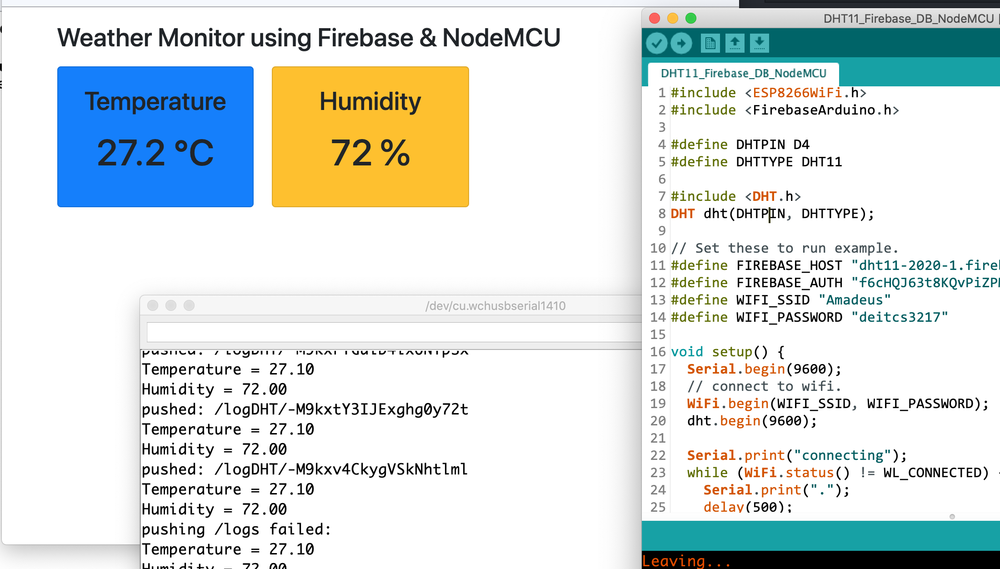 Weather Monitor using Firebase & NodeMCU
Temperature
27.2 °C
Humidity
72 %
/dev/cu.wchusbserial1410
Temperature = 27.10
Humidity = 72.00
pushed: /logDHT/-M9kxtY3IJExghg0y72t
Temperature = 27.10
Humidity = 72.00
pushed: /logDHT/-M9kxv4CkygVSkNhtlml
Temperature = 27.10
Humidity = 72.00
pushing /logs failed:
Temperature = 27.10
Humidity = 72.00
DHT11_Firebase_DB_NodeMCU |
DHT11_Firebase_DB_NodeMCU
1 #include <ESP8266WiFi.h>
2 #include <FirebaseArduino.h>
3
4 #define DHTPIN D4
5 #define DHTTYPE DHT11
6
7 #include <DHT.h>
8 DHT dht(DHTPIN, DHTTYPE);
9
10 // Set these to run example.
11 #define FIREBASE_HOST "dht11-2020-1.fire
12 #define FIREBASE_AUTH "f6cHQJ63t8KQvPiZP
13 #define WIFI_SSID "Amadeus"
14 #define WIFI_PASSWORD "deitcs3217"
15
16 void setup() {
17 Serial.begin(9600);
18 // connect to wifi.
19 WiFi.begin(WIFI_SSID, WIFI_PASSWORD);
20 dht.begin(9600);
21
22 Serial.print("connecting");
23 while (WiFi.status() != WL_CONNECTED)
24 Serial.print(".");
25 delay(500);
Leaving...